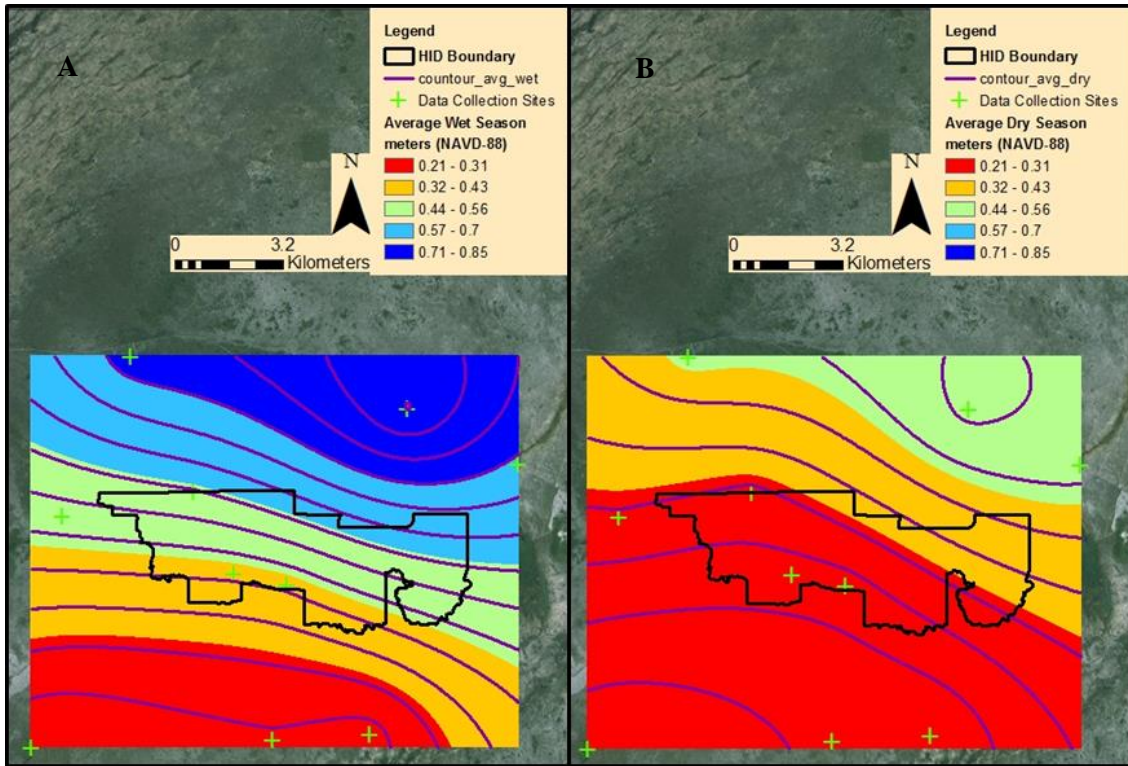 A
Legend
HID Boundary
countour_avg_wet
Data Collection Sites
Average Wet Season
meters (NAVD-88)
0.21 - 0.31
0.32 - 0.43
0.44 - 0.56
0.57 - 0.7
0.71 - 0.85
N
0 3.2
Kilometers
B
Legend
HID Boundary
contour_avg_dry
Data Collection Sites
Average Dry Season
meters (NAVD-88)
0.21 - 0.31
0.32 - 0.43
0.44 - 0.56
0.57 - 0.7
0.71 - 0.85
N
0 3.2
Kilometers